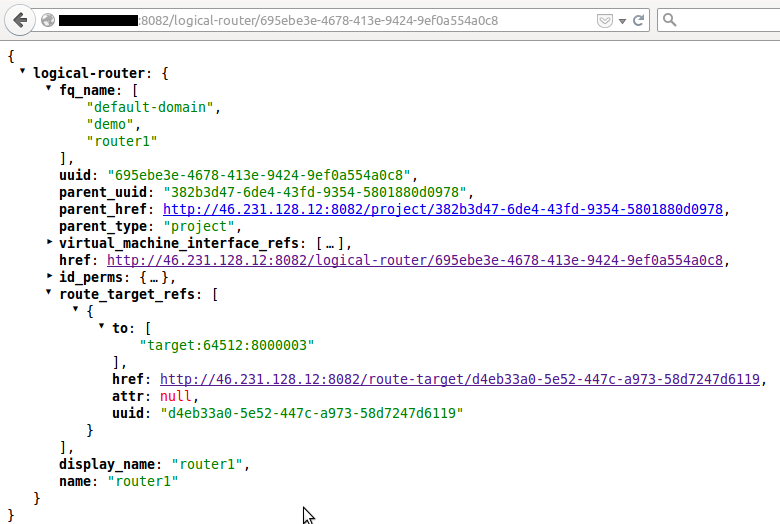 :8082/logical-router/695ebe3e-4678-413e-9424-9ef0a554a0c8
{
logical-router: {
fq_name: [
"default-domain",
"demo",
"router1"
],
uuid: "695ebe3e-4678-413e-9424-9ef0a554a0c8",
parent_uuid: "382b3d47-6de4-43fd-9354-5801880d0978",
parent_href: http://46.231.128.12:8082/project/382b3d47-6de4-43fd-9354-5801880d0978,
parent_type: "project",
virtual_machine_interface_refs: […],
href: http://46.231.128.12:8082/logical-router/695ebe3e-4678-413e-9424-9ef0a554a0c8,
id_perms: {…},
route_target_refs: [
{
to: [
"target:64512:8000003"
],
href: http://46.231.128.12:8082/route-target/d4eb33a0-5e52-447c-a973-58d7247d6119,
attr: null,
uuid: "d4eb33a0-5e52-447c-a973-58d7247d6119"
}
],
display_name: "router1",
name: "router1"
}
}